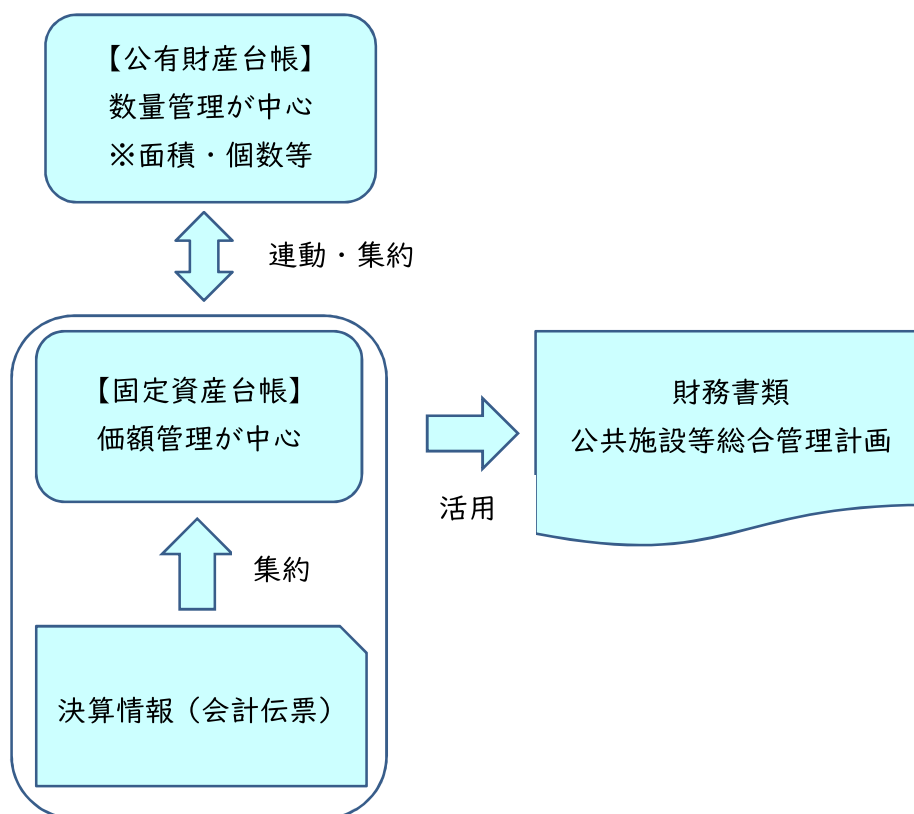 【公有財産台帳】
数量管理が中心
※面積・個数等
連動・集約
【固定資産台帳】
価額管理が中心
財務書類
公共施設等総合管理計画
活用
集約
決算情報（会計伝票）